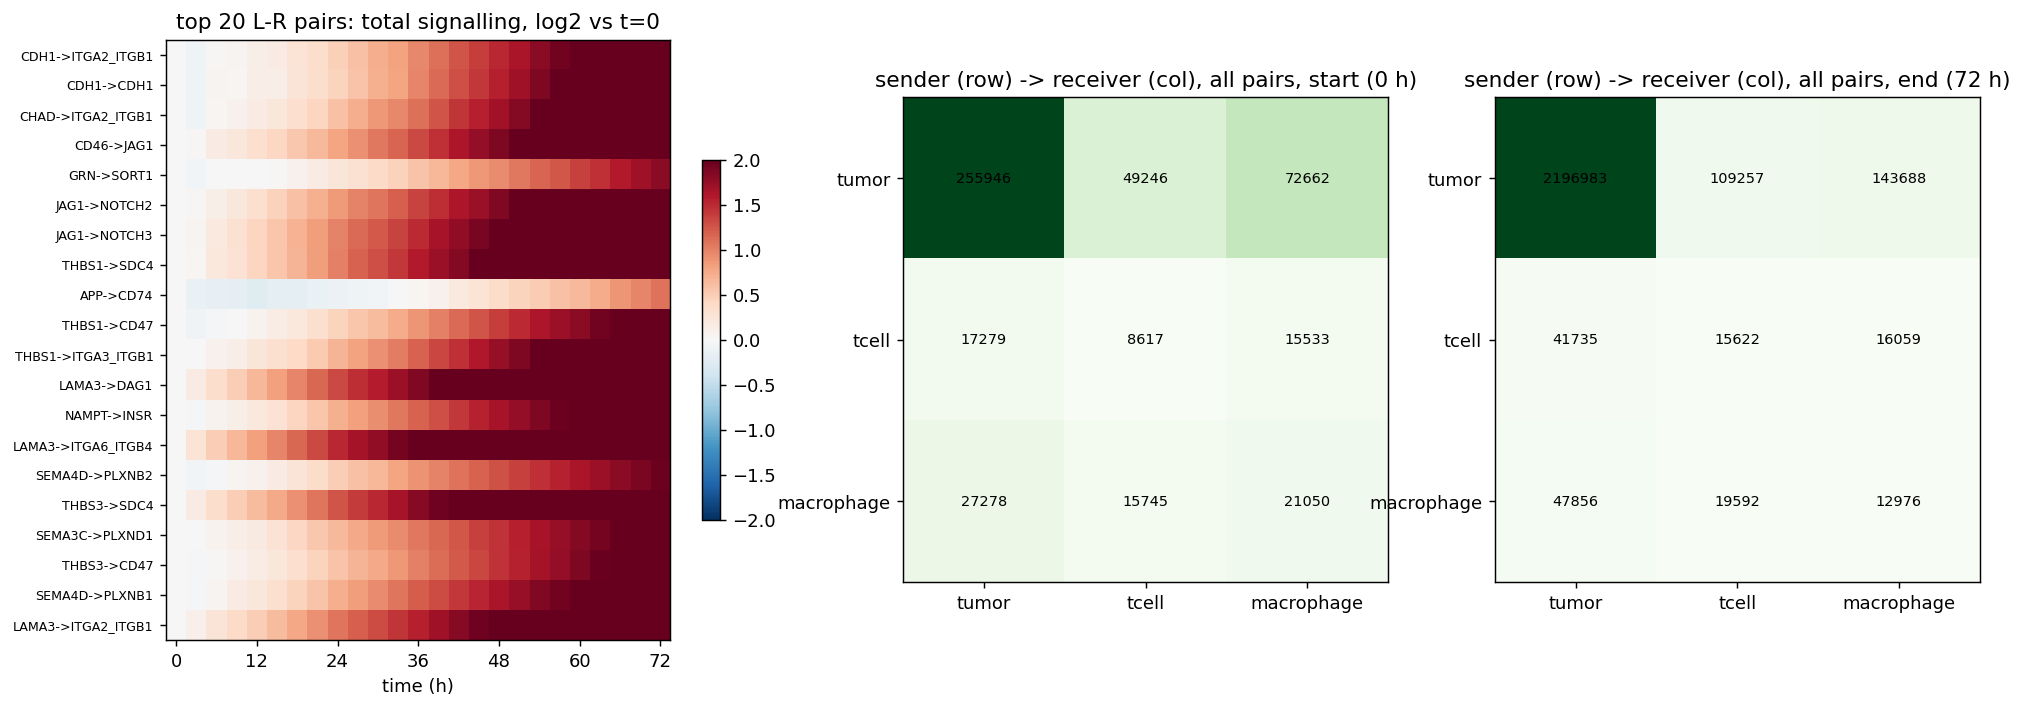 top 20 L-R pairs: total signalling, log2 vs t=0
CDH1->ITGA2_ITGB1
CDH1->CDH1
CHAD->ITGA2_ITGB1
CD46->JAG1
GRN->SORT1
JAG1->NOTCH2
JAG1->NOTCH3
THBS1->SDC4
APP->CD74
THBS1->CD47
THBS1->ITGA3_ITGB1
LAMA3->DAG1
NAMPT->INSR
LAMA3->ITGA6_ITGB4
SEMA4D->PLXNB2
THBS3->SDC4
SEMA3C->PLXND1
THBS3->CD47
SEMA4D->PLXNB1
LAMA3->ITGA2_ITGB1
0 12 24 36 48 60 72
time (h)
2.0
1.5
1.0
0.5
0.0
−0.5
−1.0
−1.5
−2.0
sender (row) -> receiver (col), all pairs, start (0 h)
tumor 255946 49246 72662
tcell 17279 8617 15533
macrophage 27278 15745 21050
tumor tcell macrophage
sender (row) -> receiver (col), all pairs, end (72 h)
tumor 2196983 109257 143688
tcell 41735 15622 16059
macrophage 47856 19592 12976
tumor tcell macrophage